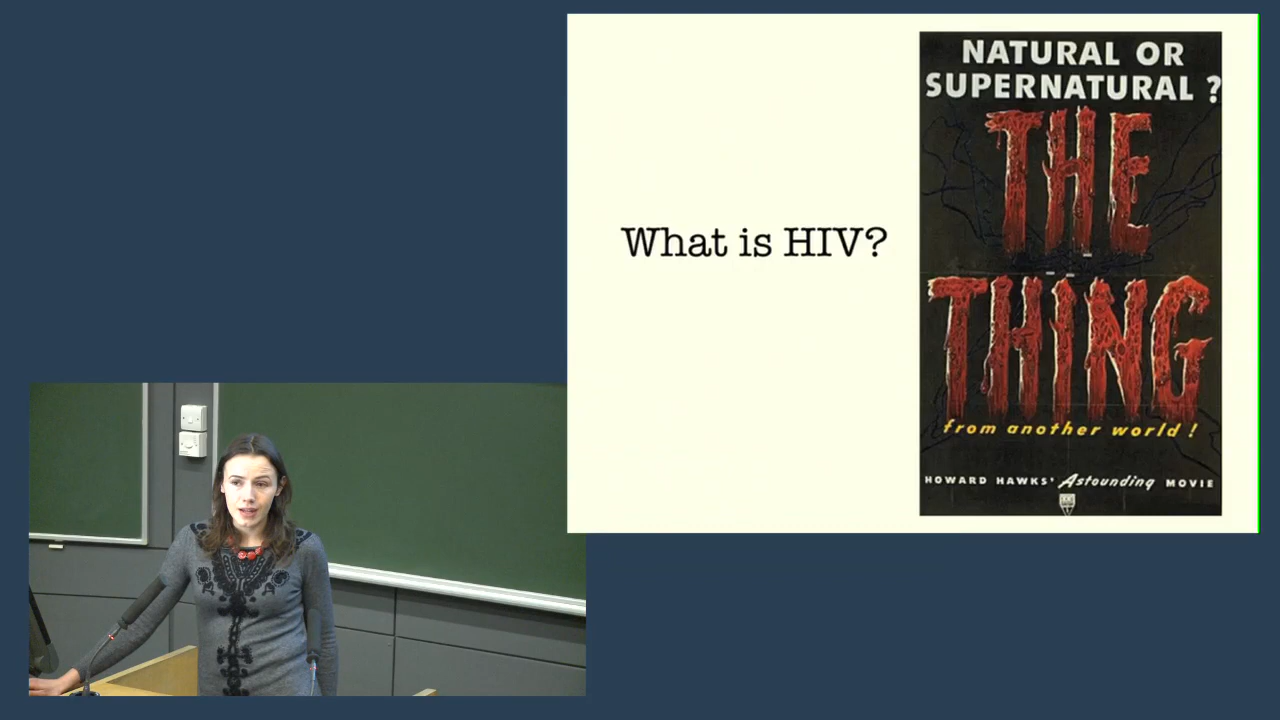 What is HIV?
NATURAL OR
SUPERNATURAL ?
THE
THING
from another world !
HOWARD HAWKS' Astounding MOVIE